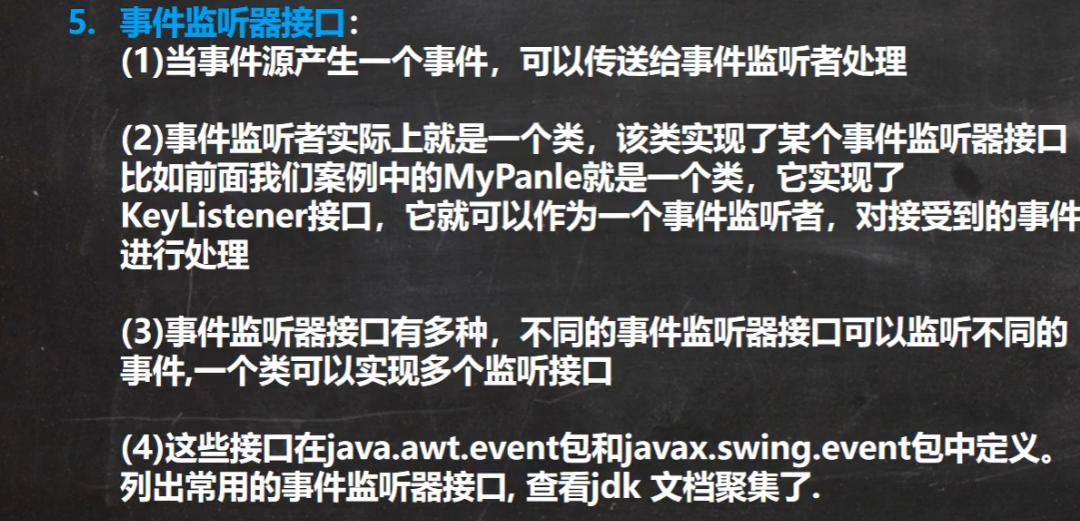 5. 事件监听器接口：
(1)当事件源产生一个事件，可以传送给事件监听者处理
(2)事件监听者实际上就是一个类，该类实现了某个事件监听器接口
比如前面我们案例中的MyPanle就是一个类，它实现了
KeyListener接口，它就可以作为一个事件监听者，对接受到的事件
进行处理
(3)事件监听器接口有多种，不同的事件监听器接口可以监听不同的
事件,一个类可以实现多个监听接口
(4)这些接口在java.awt.event包和javax.swing.event包中定义。
列出常用的事件监听器接口, 查看jdk 文档聚集了.